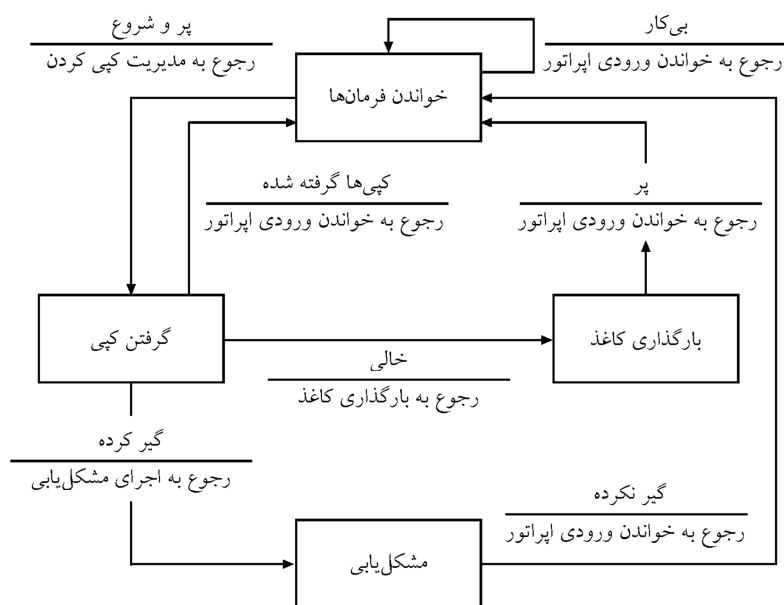 پر و شروع
رجوع به مدیریت کپی کردن
بی‌کار
رجوع به خواندن ورودی اپراتور
خواندن فرمان‌ها
کپی‌ها گرفته شده
رجوع به خواندن ورودی اپراتور
پر
رجوع به خواندن ورودی اپراتور
گرفتن کپی
بارگذاری کاغذ
خالی
رجوع به بارگذاری کاغذ
گیر کرده
رجوع به اجرای مشکل‌یابی
گیر نکرده
رجوع به خواندن ورودی اپراتور
مشکل‌یابی